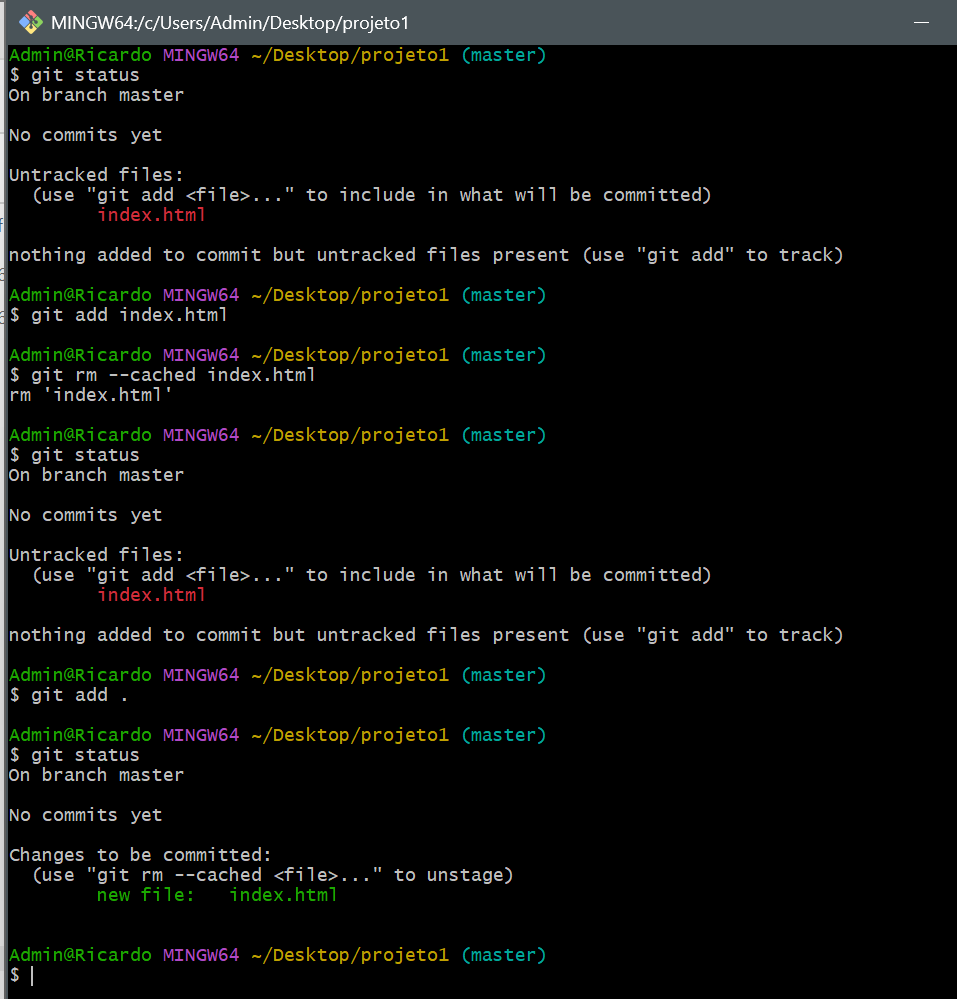 MINGW64:/c/Users/Admin/Desktop/projeto1
Admin@Ricardo MINGW64 ~/Desktop/projeto1 (master)
$ git status
On branch master
No commits yet
Untracked files:
  (use "git add <file>..." to include in what will be committed)
        index.html
nothing added to commit but untracked files present (use "git add" to track)
Admin@Ricardo MINGW64 ~/Desktop/projeto1 (master)
$ git add index.html
Admin@Ricardo MINGW64 ~/Desktop/projeto1 (master)
$ git rm --cached index.html
rm 'index.html'
Admin@Ricardo MINGW64 ~/Desktop/projeto1 (master)
$ git status
On branch master
No commits yet
Untracked files:
  (use "git add <file>..." to include in what will be committed)
        index.html
nothing added to commit but untracked files present (use "git add" to track)
Admin@Ricardo MINGW64 ~/Desktop/projeto1 (master)
$ git add .
Admin@Ricardo MINGW64 ~/Desktop/projeto1 (master)
$ git status
On branch master
No commits yet
Changes to be committed:
  (use "git rm --cached <file>..." to unstage)
        new file:   index.html
Admin@Ricardo MINGW64 ~/Desktop/projeto1 (master)
$